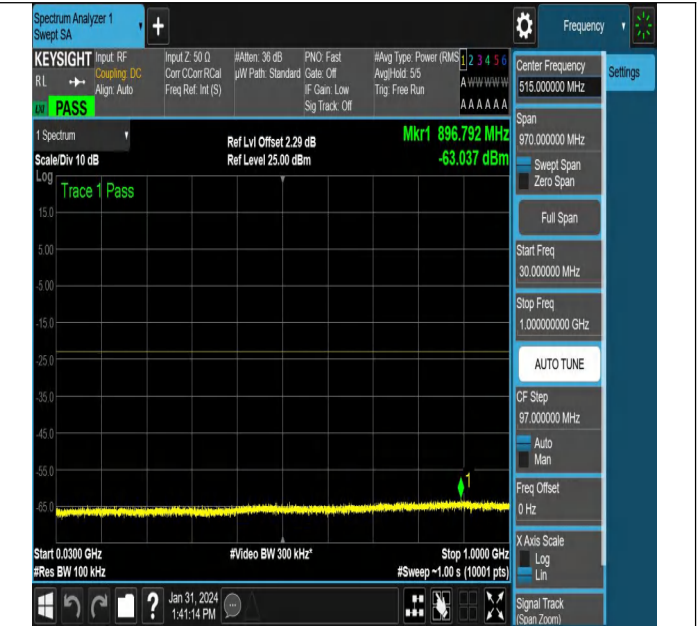 Spectrum Analyzer 1
Swept SA
+
Frequency
KEYSIGHT
RL
LXI PASS
Input: RF
Coupling: DC
Align: Auto
Input Z: 50 Ω
Corr CCorr RCal
Freq Ref: Int (S)
#Atten: 36 dB
µW Path: Standard
PNO: Fast
Gate: Off
IF Gain: Low
Sig Track: Off
#Avg Type: Power (RMS)
Avg|Hold: 5/5
Trig: Free Run
1 2 3 4 5 6
A W W W W W
A A A A A A
1 Spectrum
Scale/Div 10 dB
Ref Lvl Offset 2.29 dB
Ref Level 25.00 dBm
Mkr1 896.792 MHz
-63.037 dBm
Log
Trace 1 Pass
15.0
5.00
-5.00
-15.0
-25.0
-35.0
-45.0
-55.0
-65.0
1
Start 0.0300 GHz
#Video BW 300 kHz*
Stop 1.0000 GHz
#Res BW 100 kHz
#Sweep ~1.00 s (10001 pts)
?
Jan 31, 2024
1:41:14 PM
Center Frequency
515.000000 MHz
Settings
Span
970.000000 MHz
Swept Span
Zero Span
Full Span
Start Freq
30.000000 MHz
Stop Freq
1.000000000 GHz
AUTO TUNE
CF Step
97.000000 MHz
Auto
Man
Freq Offset
0 Hz
X Axis Scale
Log
Lin
Signal Track
(Span Zoom)